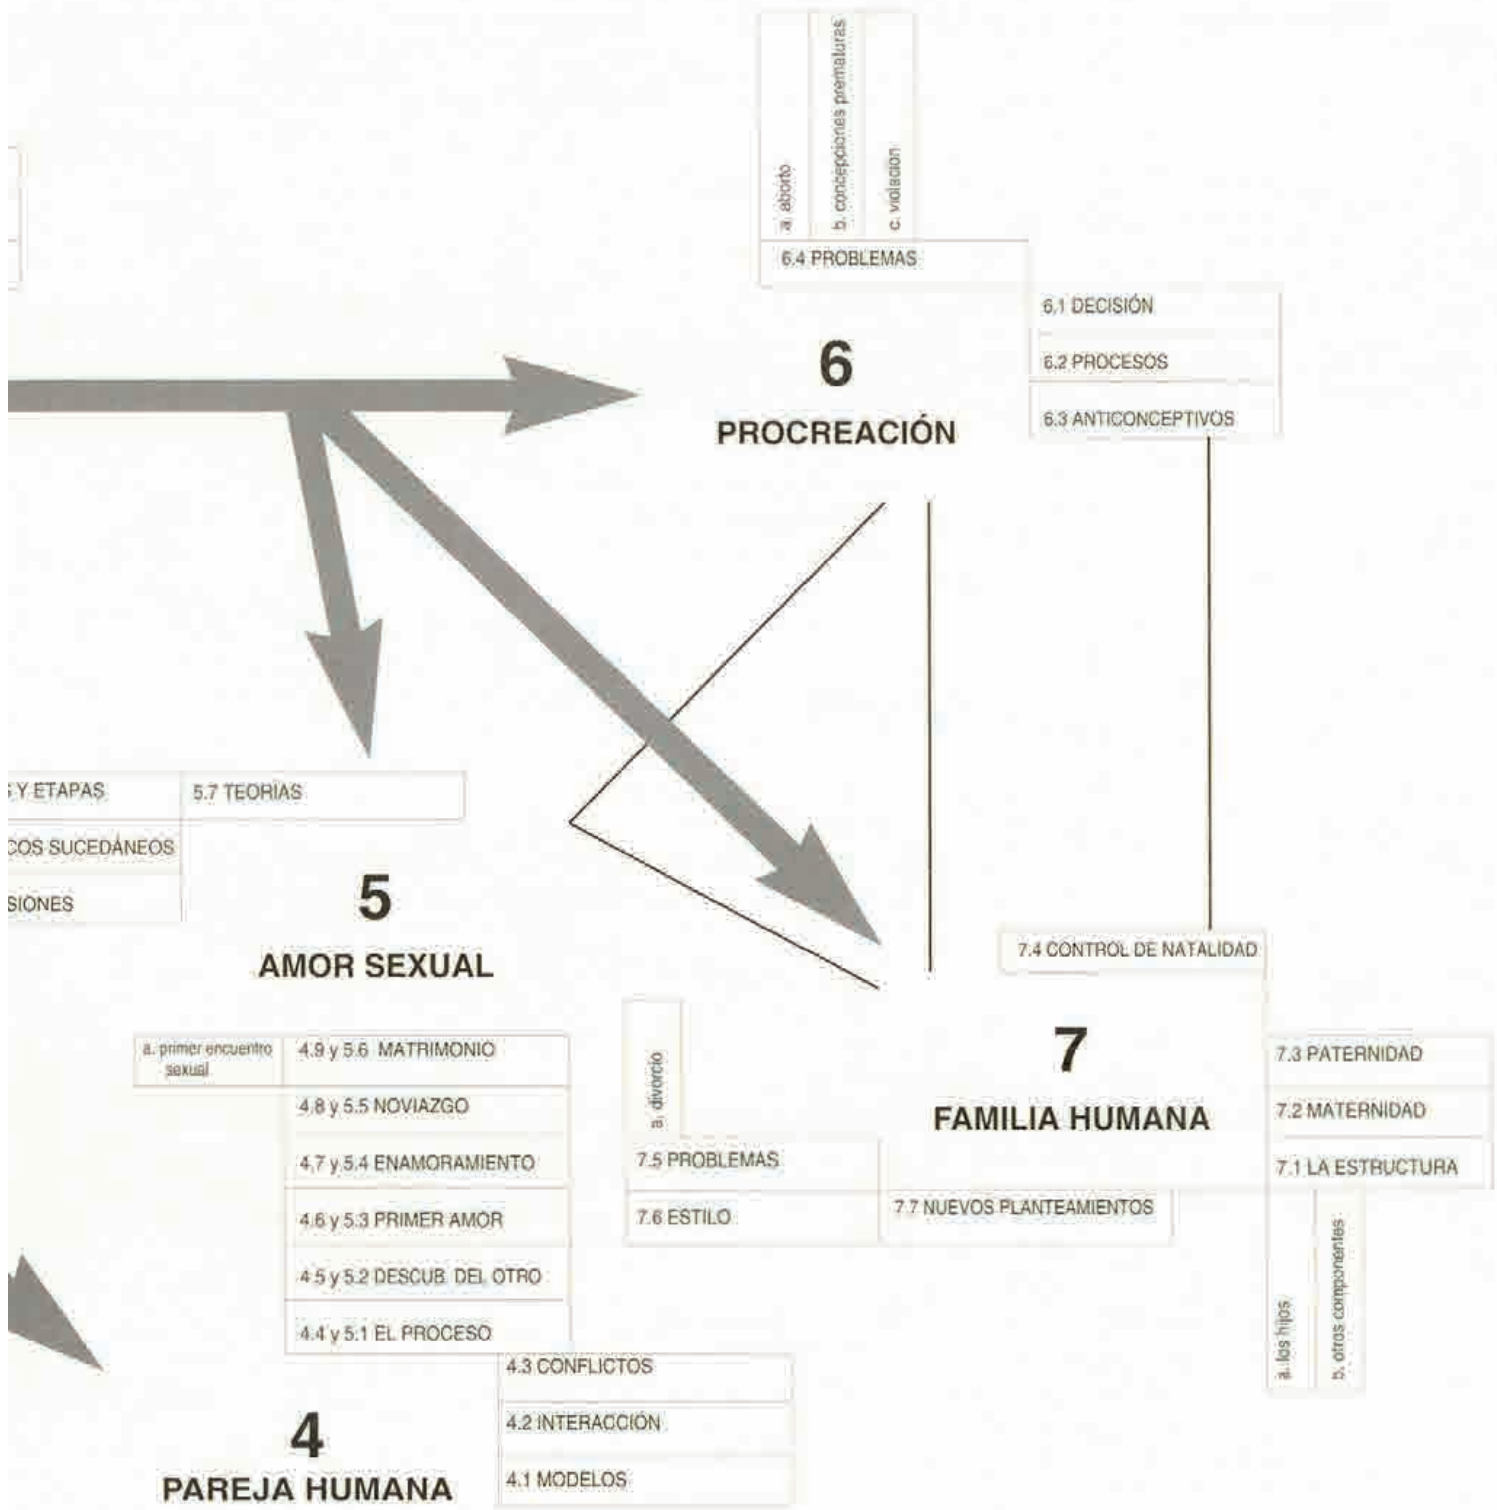 a. aborto
b. concepciones prematuras
c. violacion
6.4 PROBLEMAS
6.1 DECISIÓN
6.2 PROCESOS
6.3 ANTICONCEPTIVOS
6
PROCREACIÓN
Y ETAPAS
5.7 TEORÍAS
COS SUCEDÁNEOS
SIONES
5
AMOR SEXUAL
7.4 CONTROL DE NATALIDAD
7
FAMILIA HUMANA
7.3 PATERNIDAD
7.2 MATERNIDAD
7.1 LA ESTRUCTURA
a. los hijos
b. otros componentes
a. divorcio
7.5 PROBLEMAS
7.6 ESTILO
7.7 NUEVOS PLANTEAMIENTOS
a. primer encuentro
sexual
4.9 y 5.6 MATRIMONIO
4.8 y 5.5 NOVIAZGO
4.7 y 5.4 ENAMORAMIENTO
4.6 y 5.3 PRIMER AMOR
4.5 y 5.2 DESCUB. DEL OTRO
4.4 y 5.1 EL PROCESO
4.3 CONFLICTOS
4.2 INTERACCIÓN
4.1 MODELOS
4
PAREJA HUMANA